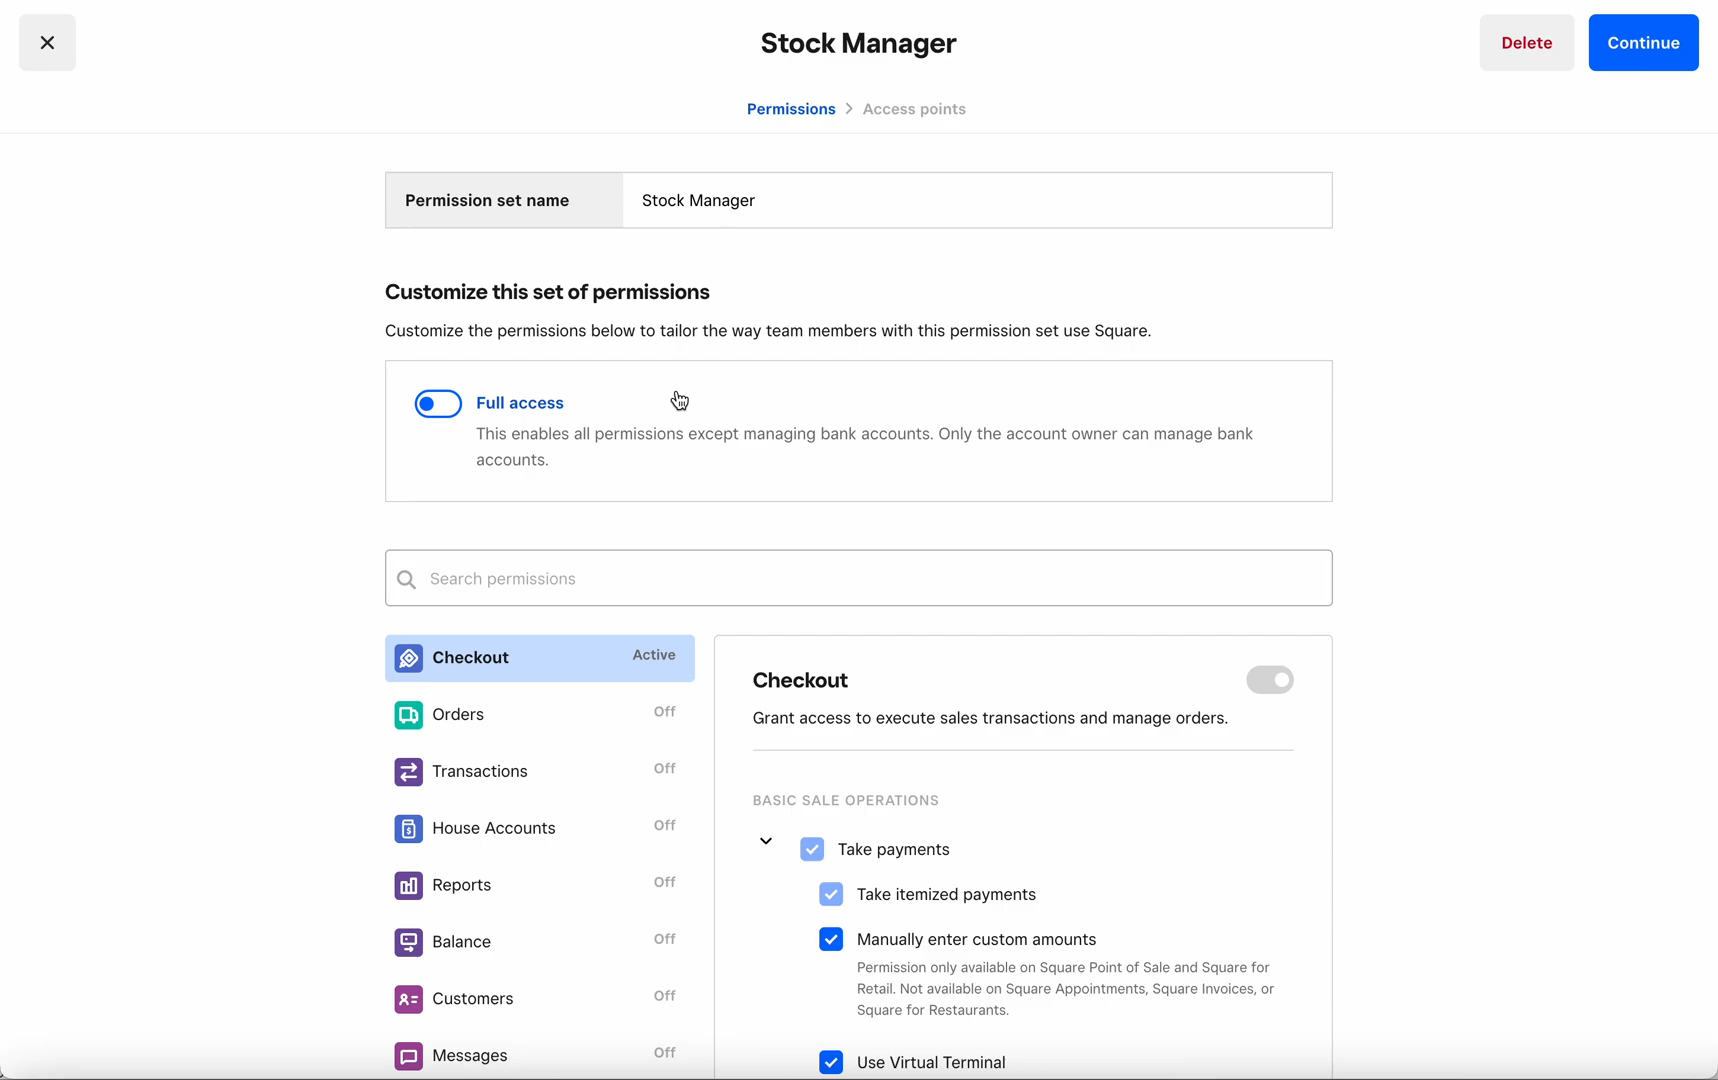 Stock Manager
Delete
Continue
Permissions > Access points
Permission set name
Stock Manager
Customize this set of permissions
Customize the permissions below to tailor the way team members with this permission set use Square.
Full access
This enables all permissions except managing bank accounts. Only the account owner can manage bank
accounts.
Search permissions
Checkout Active
Orders Off
Transactions Off
House Accounts Off
Reports Off
Balance Off
Customers Off
Messages Off
Checkout
Grant access to execute sales transactions and manage orders.
BASIC SALE OPERATIONS
Take payments
Take itemized payments
Manually enter custom amounts
Permission only available on Square Point of Sale and Square for
Retail. Not available on Square Appointments, Square Invoices, or
Square for Restaurants.
Use Virtual Terminal